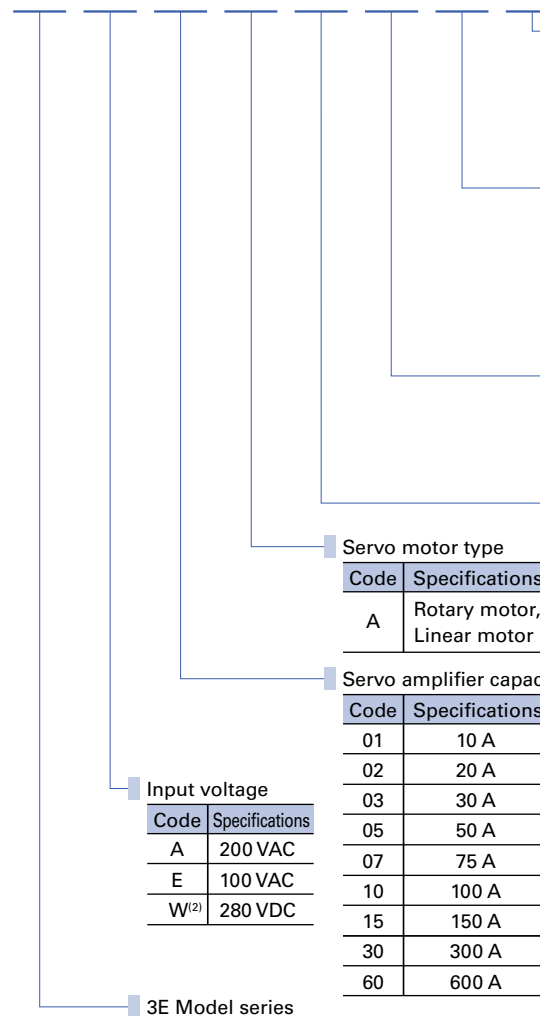 Servo motor type
Code Specifications
A Rotary motor,
Linear motor
Servo amplifier capac
Code Specifications
01 10 A
02 20 A
03 30 A
05 50 A
07 75 A
10 100 A
15 150 A
30 300 A
60 600 A
Input voltage
Code Specifications
A 200 VAC
E 100 VAC
W(2) 280 VDC
3E Model series